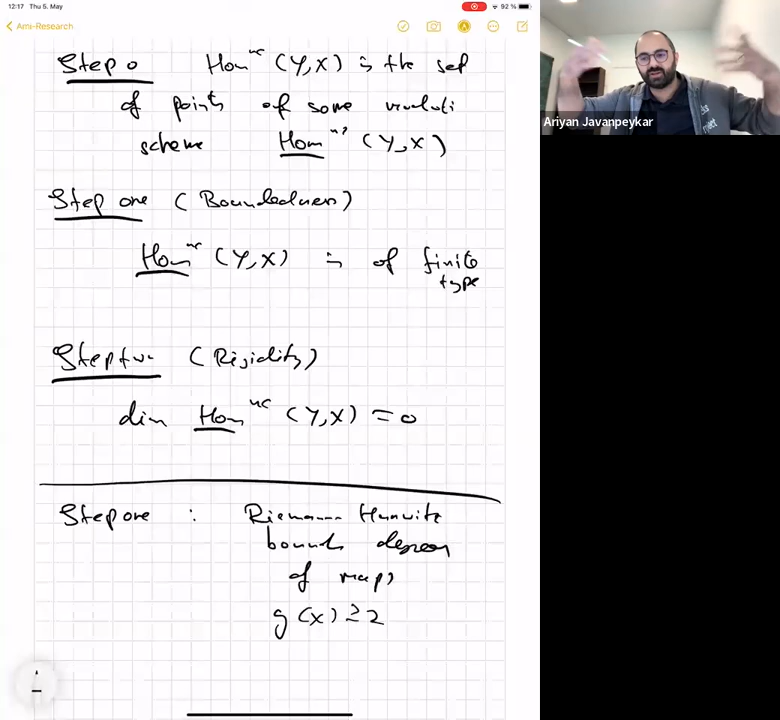 12:17 Thu 5. May
92 %
Ami-Research
Step 0 Hom^nc (Y,X) is the set
of points of some moduli
scheme Hom^nc (Y,X)
Step one (Boundedness)
Hom^nc (Y,X) is of finite
type
Step two (Rigidity)
dim Hom^nc (Y,X) = 0
Step one : Riemann Hurwitz
bounds degree
of maps
g(X) ≥ 2
Ariyan Javanpeykar